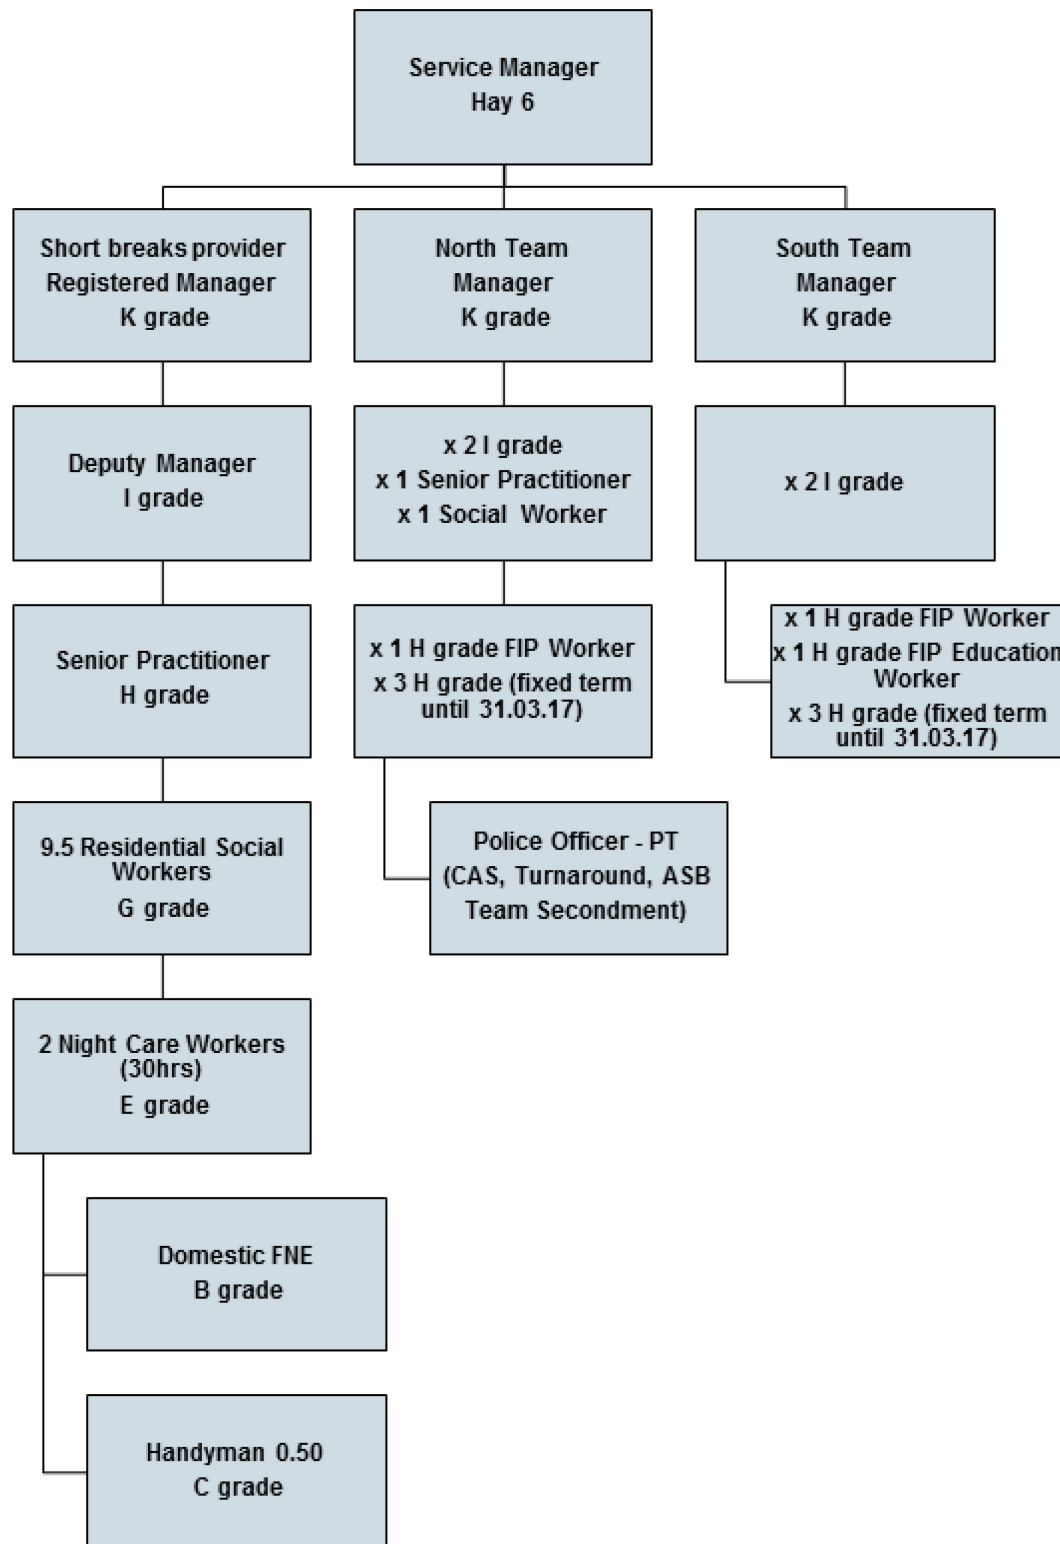 Service Manager
Hay 6
Short breaks provider
Registered Manager
K grade
North Team
Manager
K grade
South Team
Manager
K grade
Deputy Manager
I grade
x 2 I grade
x 1 Senior Practitioner
x 1 Social Worker
x 2 I grade
Senior Practitioner
H grade
x 1 H grade FIP Worker
x 3 H grade (fixed term
until 31.03.17)
x 1 H grade FIP Worker
x 1 H grade FIP Education
Worker
x 3 H grade (fixed term
until 31.03.17)
9.5 Residential Social
Workers
G grade
Police Officer - PT
(CAS, Turnaround, ASB
Team Secondment)
2 Night Care Workers
(30hrs)
E grade
Domestic FNE
B grade
Handyman 0.50
C grade